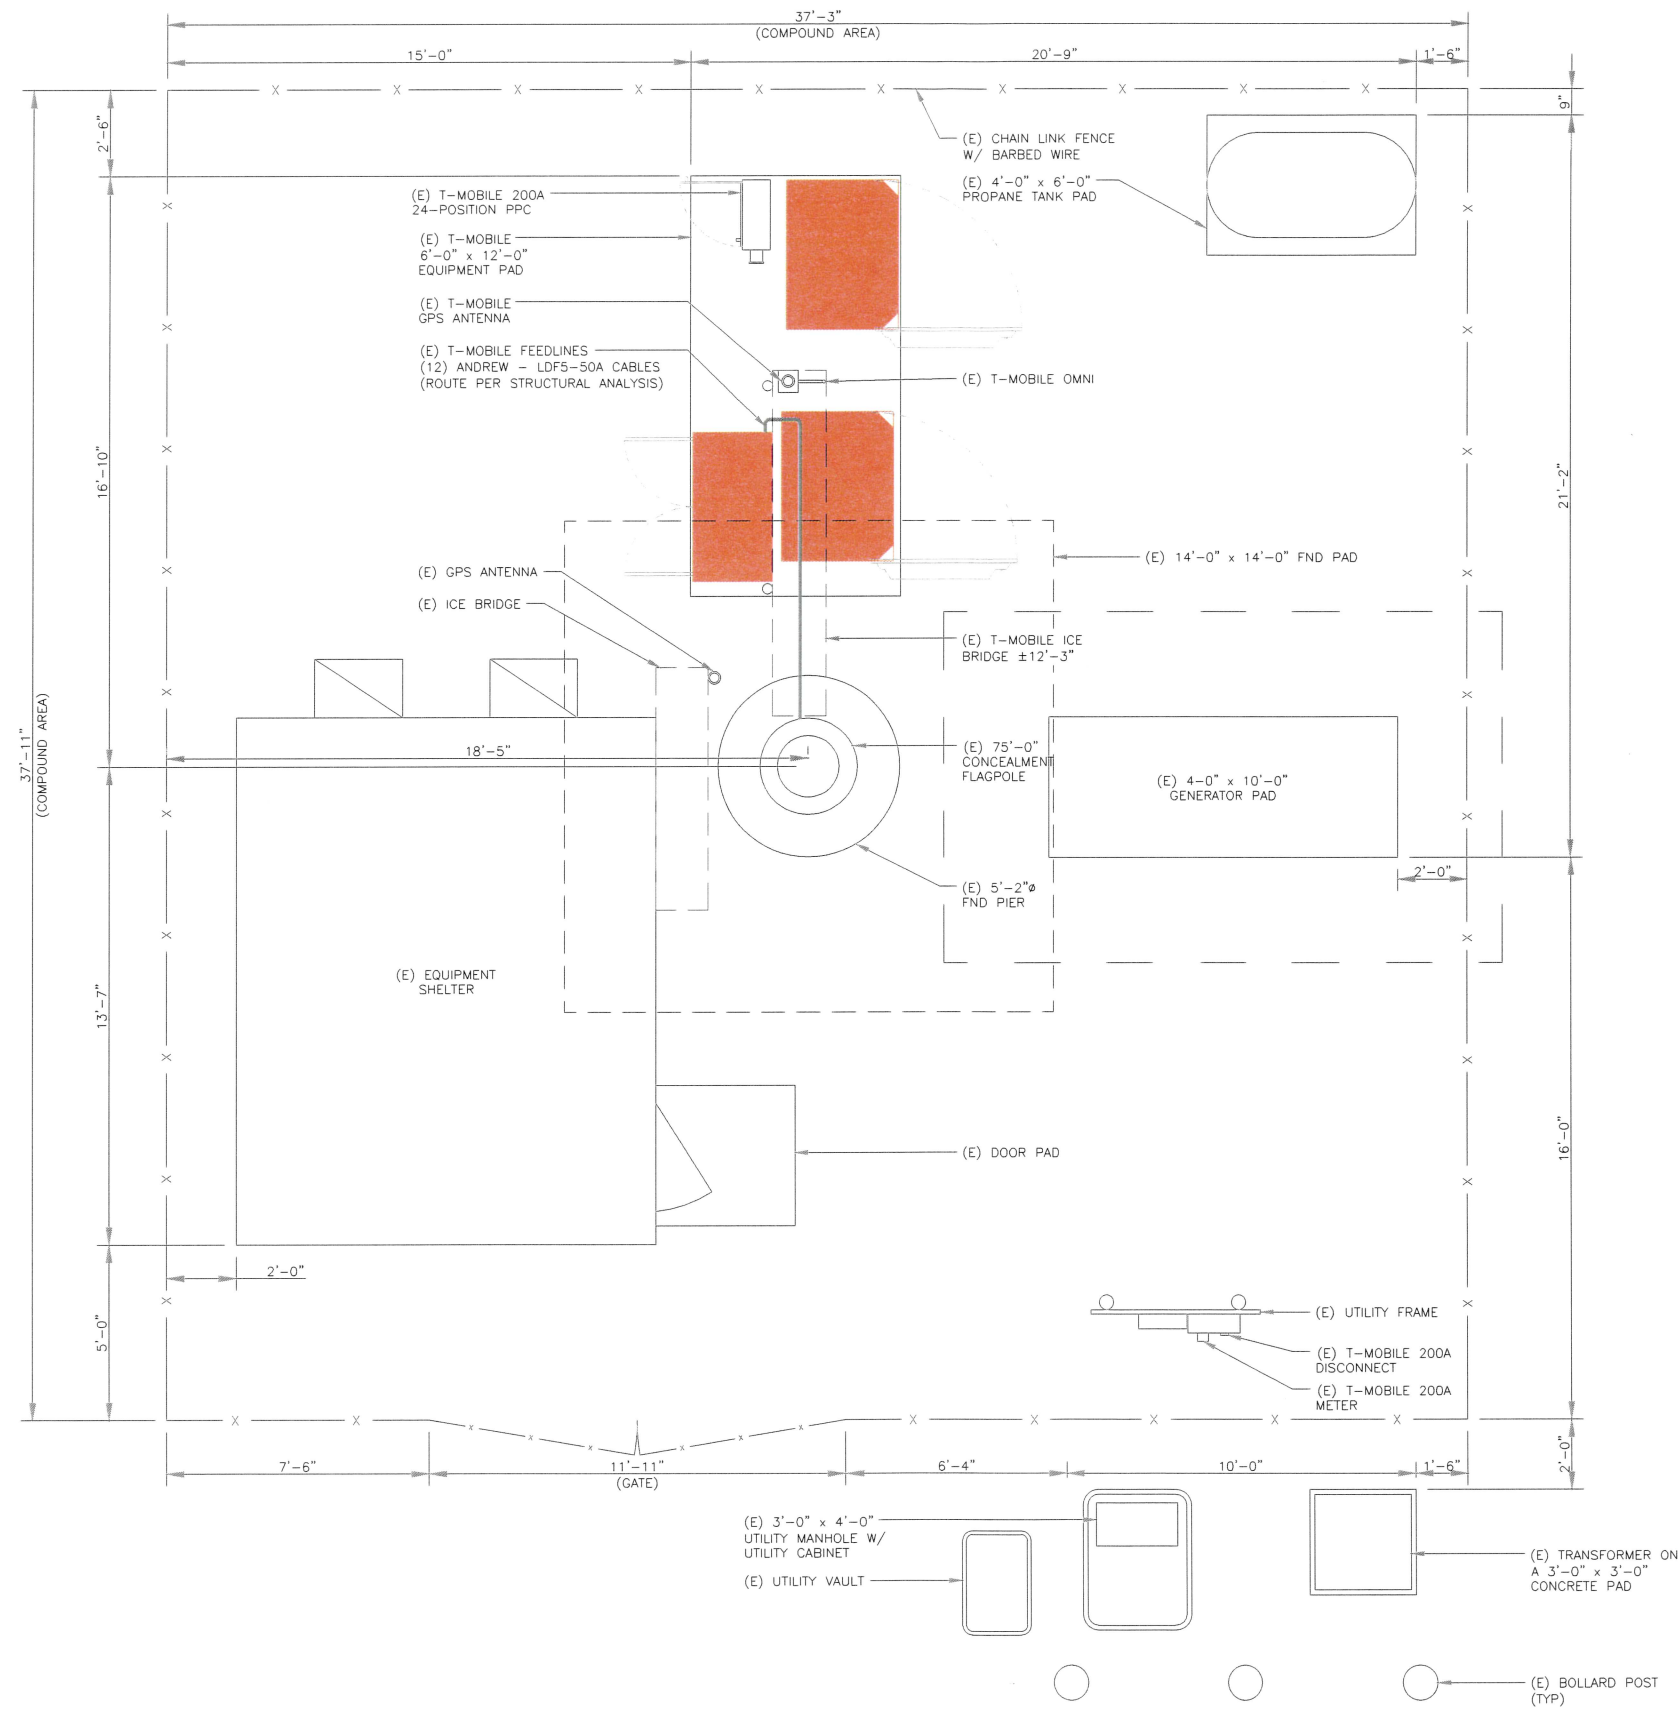 37'-3"
(COMPOUND AREA)
15'-0"
20'-9"
1'-6"
9"
2'-6"
(E) CHAIN LINK FENCE
W/ BARBED WIRE
(E) 4'-0" x 6'-0"
PROPANE TANK PAD
(E) T-MOBILE 200A
24-POSITION PPC
(E) T-MOBILE
6'-0" x 12'-0"
EQUIPMENT PAD
(E) T-MOBILE
GPS ANTENNA
(E) T-MOBILE FEEDLINES
(12) ANDREW - LDF5-50A CABLES
(ROUTE PER STRUCTURAL ANALYSIS)
(E) T-MOBILE OMNI
16'-10"
21'-2"
(E) 14'-0" x 14'-0" FND PAD
(E) GPS ANTENNA
(E) ICE BRIDGE
(E) T-MOBILE ICE
BRIDGE ±12'-3"
37'-11"
(COMPOUND AREA)
18'-5"
(E) 75'-0"
CONCEALMENT
FLAGPOLE
(E) 4-0" x 10'-0"
GENERATOR PAD
2'-0"
(E) 5'-2"ø
FND PIER
(E) EQUIPMENT
SHELTER
13'-7"
16'-0"
(E) DOOR PAD
2'-0"
5'-0"
(E) UTILITY FRAME
(E) T-MOBILE 200A
DISCONNECT
(E) T-MOBILE 200A
METER
7'-6"
11'-11"
(GATE)
6'-4"
10'-0"
1'-6"
2'-0"
(E) 3'-0" x 4'-0"
UTILITY MANHOLE W/
UTILITY CABINET
(E) UTILITY VAULT
(E) TRANSFORMER ON
A 3'-0" x 3'-0"
CONCRETE PAD
(E) BOLLARD POST
(TYP)